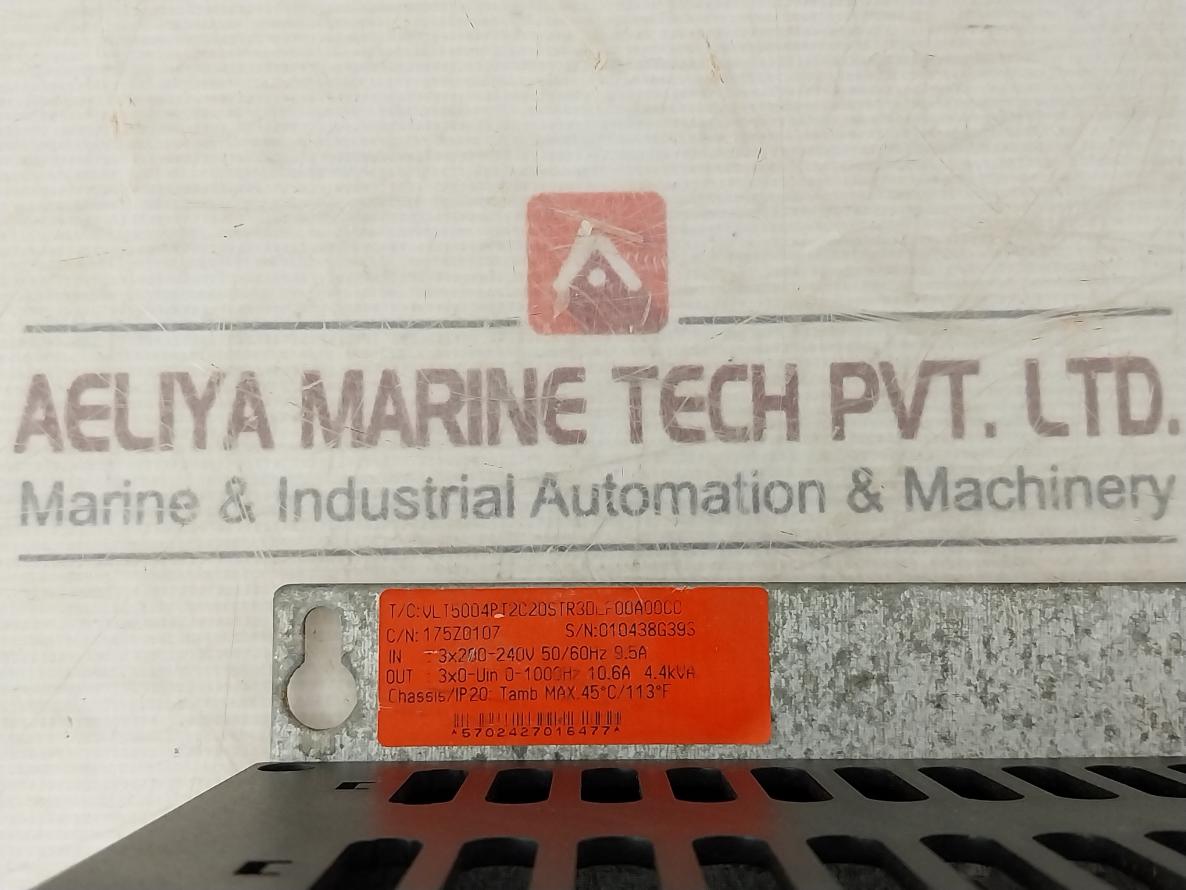 AELIYA MARINE TECH PVT. LTD.
Marine & Industrial Automation & Machinery
T/C:VLT5004PT2C20STR3DLF00A00C0
C/N: 175Z0107 S/N:010438G393
IN : 3x200-240V 50/60Hz 9.5A
OUT : 3x0-Uin 0-1000Hz 10.6A 4.4kVA
Chassis/IP20: Tamb MAX.45°C/113°F
*5702427016477*